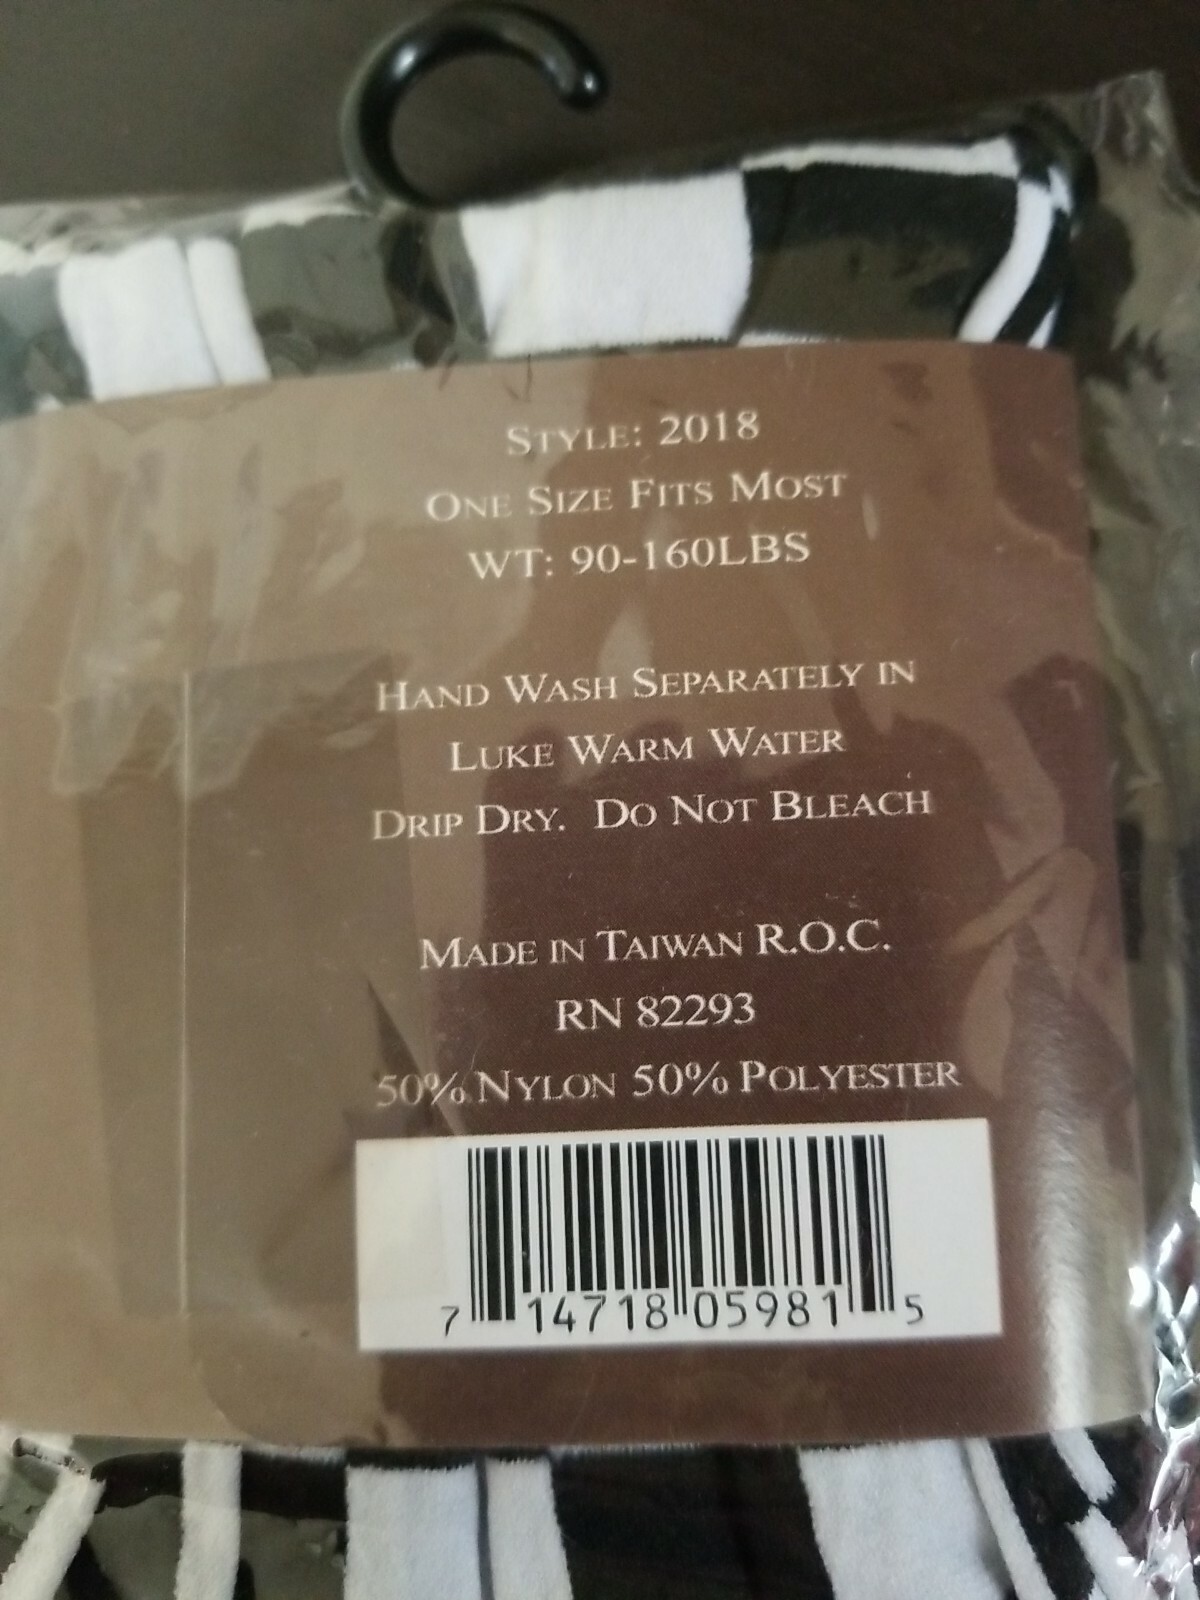 STYLE: 2018
ONE SIZE FITS MOST
WT: 90-160LBS
HAND WASH SEPARATELY IN
LUKE WARM WATER
DRIP DRY. DO NOT BLEACH
MADE IN TAIWAN R.O.C.
RN 82293
50% NYLON 50% POLYESTER
7 14718 05981 5